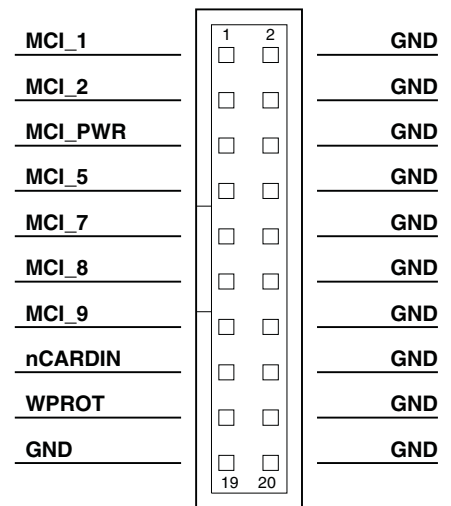 MCI_1 1 2 GND
MCI_2 GND
MCI_PWR GND
MCI_5 GND
MCI_7 GND
MCI_8 GND
MCI_9 GND
nCARDIN GND
WPROT GND
GND GND
19 20